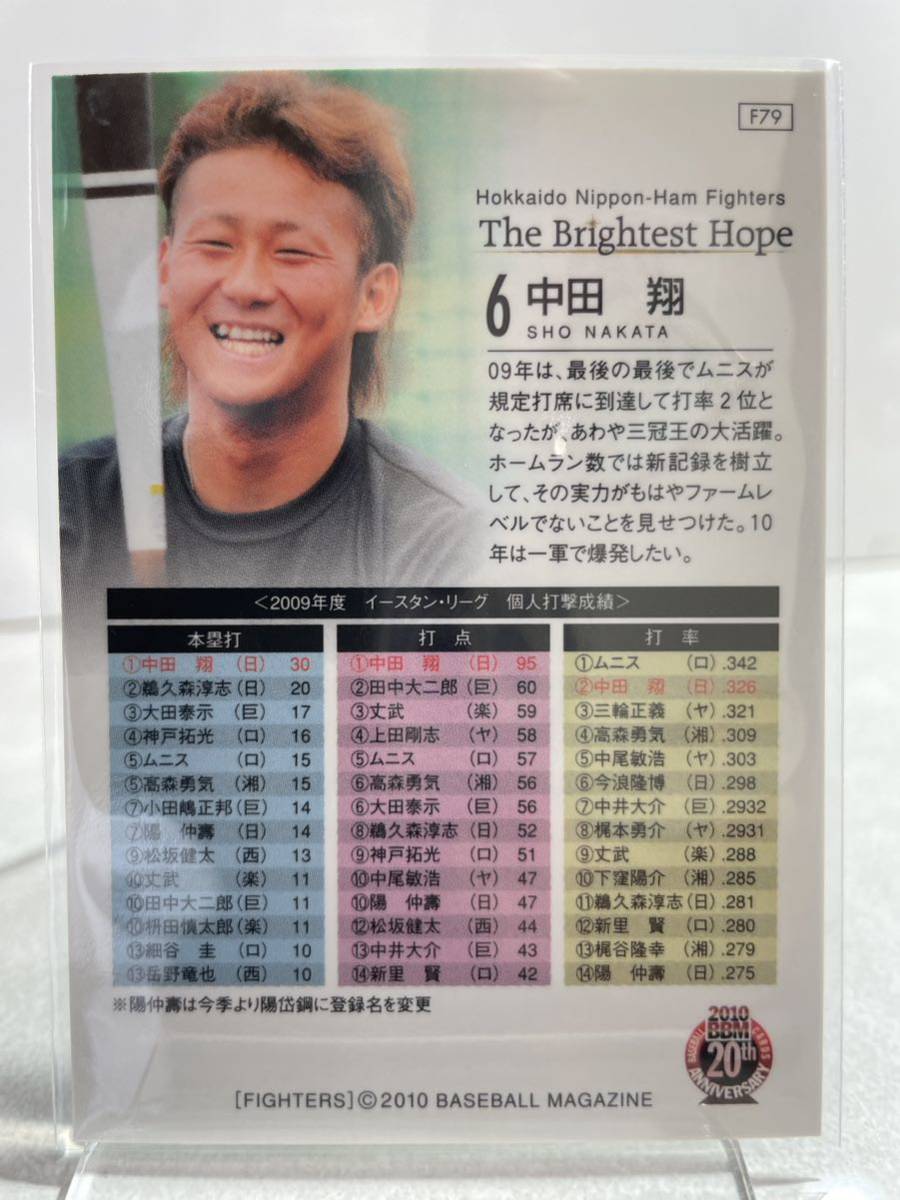 F79
Hokkaido Nippon-Ham Fighters
The Brightest Hope
6 中田 翔
SHO NAKATA
09年は、最後の最後でムニスが
規定打席に到達して打率2位と
なったが、あわや三冠王の大活躍。
ホームラン数では新記録を樹立
して、その実力がもはやファームレ
ベルでないことを見せつけた。10
年は一軍で爆発したい。
＜2009年度 イースタン・リーグ 個人打撃成績＞
本塁打
①中田 翔 （日） 30
②鵜久森淳志（日） 20
③大田泰示 （巨） 17
④神戸拓光 （ロ） 16
⑤ムニス （ロ） 15
⑤高森勇気 （湘） 15
⑦小田嶋正邦（巨） 14
⑦陽 仲壽 （日） 14
⑨松坂健太 （西） 13
⑩丈武 （楽） 11
⑩田中大二郎（巨） 11
⑩枡田慎太郎（楽） 11
⑬細谷 圭 （ロ） 10
⑬岳野竜也 （西） 10
打 点
①中田 翔 （日） 95
②田中大二郎（巨） 60
③丈武 （楽） 59
④上田剛志 （ヤ） 58
⑤ムニス （ロ） 57
⑥高森勇気 （湘） 56
⑥大田泰示 （巨） 56
⑧鵜久森淳志（日） 52
⑨神戸拓光 （ロ） 51
⑩中尾敏浩 （ヤ） 47
⑩陽 仲壽 （日） 47
⑫松坂健太 （西） 44
⑬中井大介 （巨） 43
⑭新里 賢 （ロ） 42
打 率
①ムニス （ロ） .342
②中田 翔 （日） .326
③三輪正義 （ヤ） .321
④高森勇気 （湘） .309
⑤中尾敏浩 （ヤ） .303
⑥今浪隆博 （日） .298
⑦中井大介 （巨） .2932
⑧梶本勇介 （ヤ） .2931
⑨丈武 （楽） .288
⑩下窪陽介 （湘） .285
⑪鵜久森淳志（日） .281
⑫新里 賢 （ロ） .280
⑬梶谷隆幸 （湘） .279
⑭陽 仲壽 （日） .275
※陽仲壽は今季より陽岱鋼に登録名を変更
2010
BBM
BASEBALL CARDS
20th
ANNIVERSARY
[FIGHTERS]©2010 BASEBALL MAGAZINE